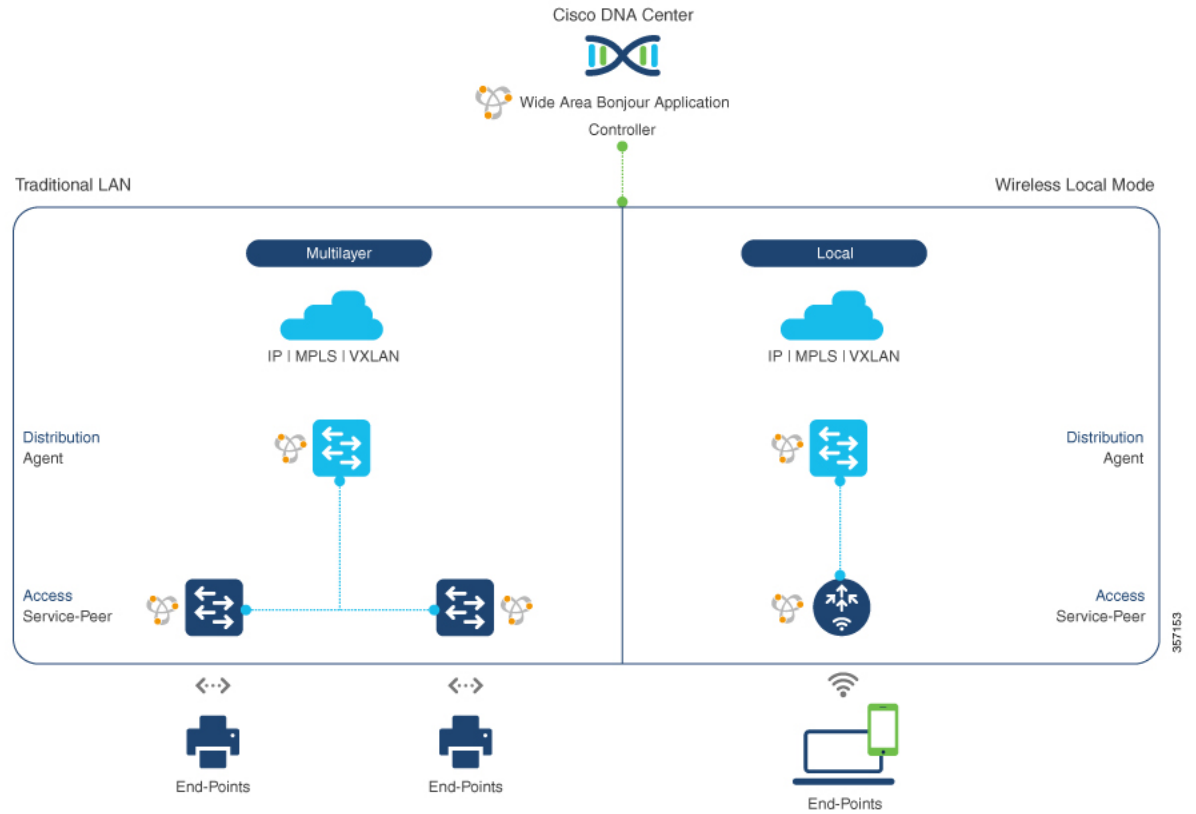 Cisco DNA Center
Wide Area Bonjour Application
Controller
Traditional LAN
Wireless Local Mode
Multilayer
Local
IP | MPLS | VXLAN
IP | MPLS | VXLAN
Distribution
Agent
Distribution
Agent
Access
Service-Peer
Access
Service-Peer
357153
End-Points
End-Points
End-Points